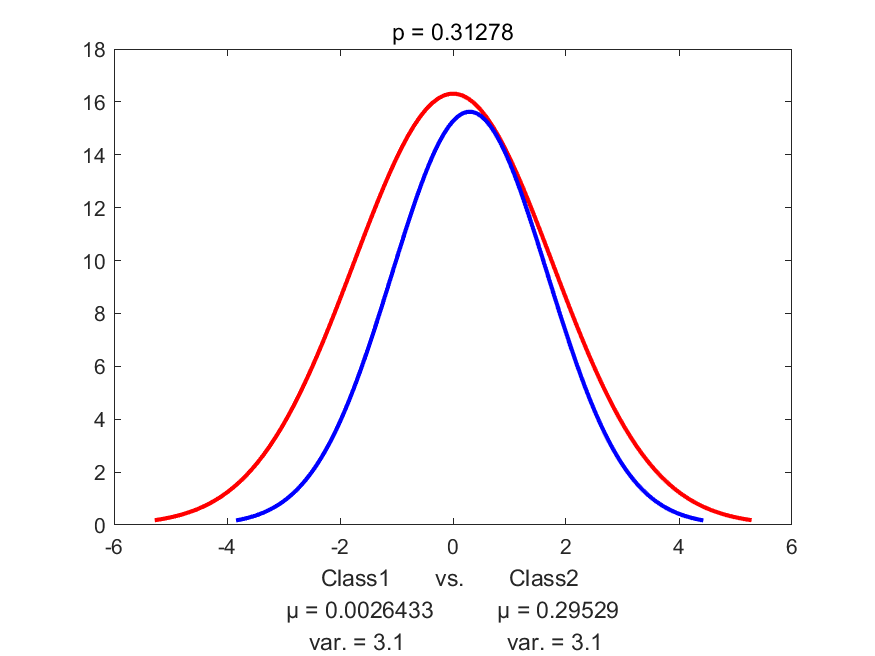 p = 0.31278
18
16
14
12
10
8
6
4
2
0
-6 -4 -2 0 2 4 6
Class1 vs. Class2
μ = 0.0026433 μ = 0.29529
var. = 3.1 var. = 3.1